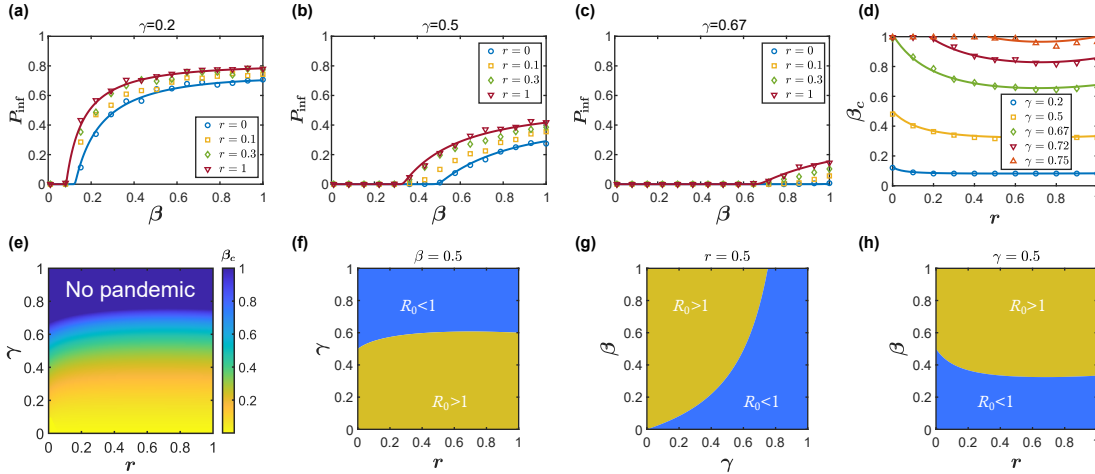 (a)
γ=0.2
P_inf
0.8
0.6
0.4
0.2
0
0 0.2 0.4 0.6 0.8 1
β
r = 0
r = 0.1
r = 0.3
r = 1
(b)
γ=0.5
P_inf
0.8
0.6
0.4
0.2
0
0 0.2 0.4 0.6 0.8 1
β
r = 0
r = 0.1
r = 0.3
r = 1
(c)
γ=0.67
P_inf
0.8
0.6
0.4
0.2
0
0 0.2 0.4 0.6 0.8 1
β
r = 0
r = 0.1
r = 0.3
r = 1
(d)
β_c
1
0.8
0.6
0.4
0.2
0
0 0.2 0.4 0.6 0.8 1
r
γ = 0.2
γ = 0.5
γ = 0.67
γ = 0.72
γ = 0.75
(e)
γ
1
0.8
0.6
0.4
0.2
0
0 0.2 0.4 0.6 0.8 1
r
No pandemic
β_c
1
0.8
0.6
0.4
0.2
(f)
β = 0.5
γ
1
0.8
0.6
0.4
0.2
0
0 0.2 0.4 0.6 0.8 1
r
R_0<1
R_0>1
(g)
r = 0.5
β
1
0.8
0.6
0.4
0.2
0
0 0.2 0.4 0.6 0.8 1
γ
R_0>1
R_0<1
(h)
γ = 0.5
β
1
0.8
0.6
0.4
0.2
0
0 0.2 0.4 0.6 0.8 1
r
R_0>1
R_0<1